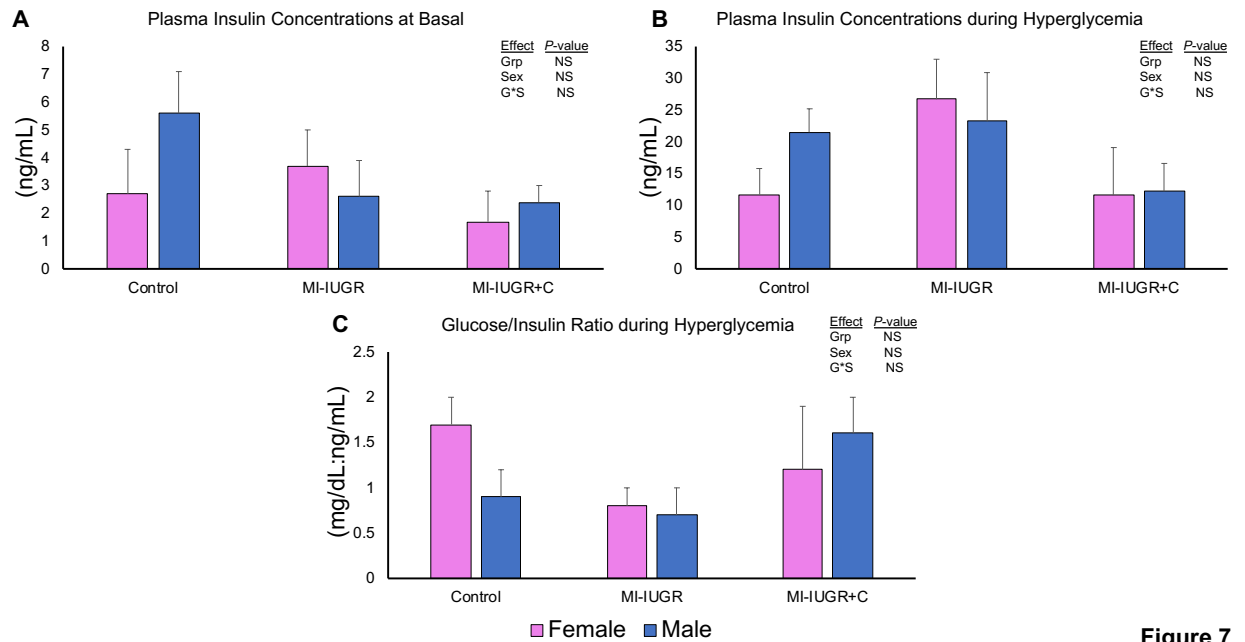 A
Plasma Insulin Concentrations at Basal
Effect P-value
Grp NS
Sex NS
G*S NS
(ng/mL)
8
7
6
5
4
3
2
1
0
Control MI-IUGR MI-IUGR+C
B
Plasma Insulin Concentrations during Hyperglycemia
Effect P-value
Grp NS
Sex NS
G*S NS
(ng/mL)
35
30
25
20
15
10
5
0
Control MI-IUGR MI-IUGR+C
C
Glucose/Insulin Ratio during Hyperglycemia
Effect P-value
Grp NS
Sex NS
G*S NS
(mg/dL:ng/mL)
2.5
2
1.5
1
0.5
0
Control MI-IUGR MI-IUGR+C
Female Male
Figure 7